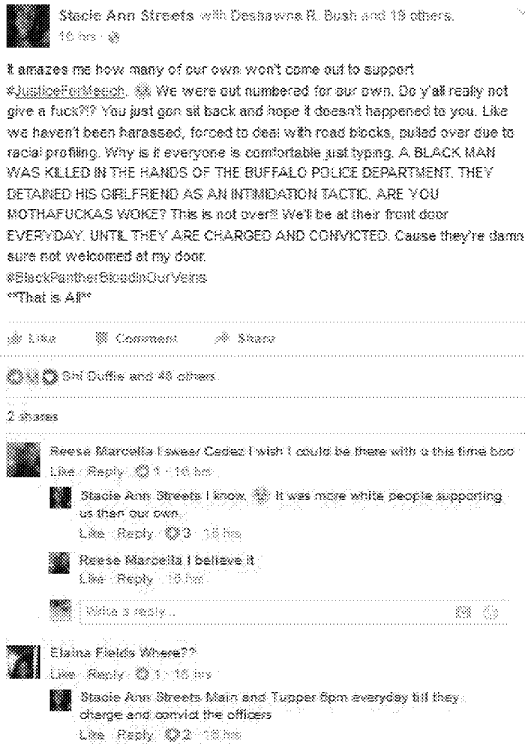 Stacie Ann Streets with Deshawna R. Bush and 19 others.
16 hrs
It amazes me how many of our own won't come out to support
#JusticeForMeech. We were out numbered for our own. Do y'all really not
give a fuck?!? You just gon sit back and hope it doesn't happened to you. Like
we haven't been harassed, forced to deal with road blocks, pulled over due to
racial profiling. Why is it everyone is comfortable just typing. A BLACK MAN
WAS KILLED IN THE HANDS OF THE BUFFALO POLICE DEPARTMENT. THEY
DETAINED HIS GIRLFRIEND AS AN INTIMIDATION TACTIC. ARE YOU
MOTHAFUCKAS WOKE? This is not over!! We'll be at their front door
EVERYDAY. UNTIL THEY ARE CHARGED AND CONVICTED. Cause they're damn
sure not welcomed at my door.
#BlackPantherBloodInOurVeins
**That is All**
Like Comment Share
Shi Duffie and 48 others
2 shares
Reese Marcella I swear Cadez I wish I could be there with u this time boo
Like · Reply · 1 · 16 hrs
Stacie Ann Streets I know. It was more white people supporting
us than our own.
Like · Reply · 3 · 16 hrs
Reese Marcella I believe it
Like · Reply · 16 hrs
Write a reply...
Elaina Fields Where??
Like · Reply · 1 · 16 hrs
Stacie Ann Streets Main and Tupper 6pm everyday till they
charge and convict the officers
Like · Reply · 2 · 16 hrs